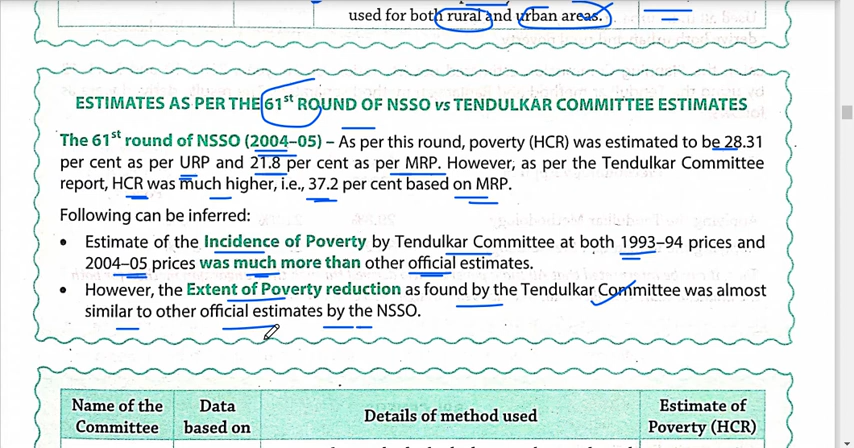 used for both rural and urban areas.
ESTIMATES AS PER THE 61st ROUND OF NSSO vs TENDULKAR COMMITTEE ESTIMATES
The 61st round of NSSO (2004–05) – As per this round, poverty (HCR) was estimated to be 28.31
per cent as per URP and 21.8 per cent as per MRP. However, as per the Tendulkar Committee
report, HCR was much higher, i.e., 37.2 per cent based on MRP.
Following can be inferred:
• Estimate of the Incidence of Poverty by Tendulkar Committee at both 1993–94 prices and
2004–05 prices was much more than other official estimates.
• However, the Extent of Poverty reduction as found by the Tendulkar Committee was almost
similar to other official estimates by the NSSO.
Name of the Committee
Data based on
Details of method used
Estimate of Poverty (HCR)